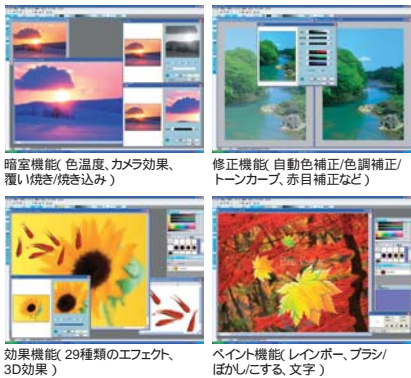 暗室機能( 色温度、カメラ効果、
覆い焼き/焼き込み )
修正機能( 自動色補正/色調補正/
トーンカーブ、赤目補正など )
効果機能( 29種類のエフェクト、
3D効果 )
ペイント機能( レインボー、ブラシ/
ぼかし/こする、文字 )